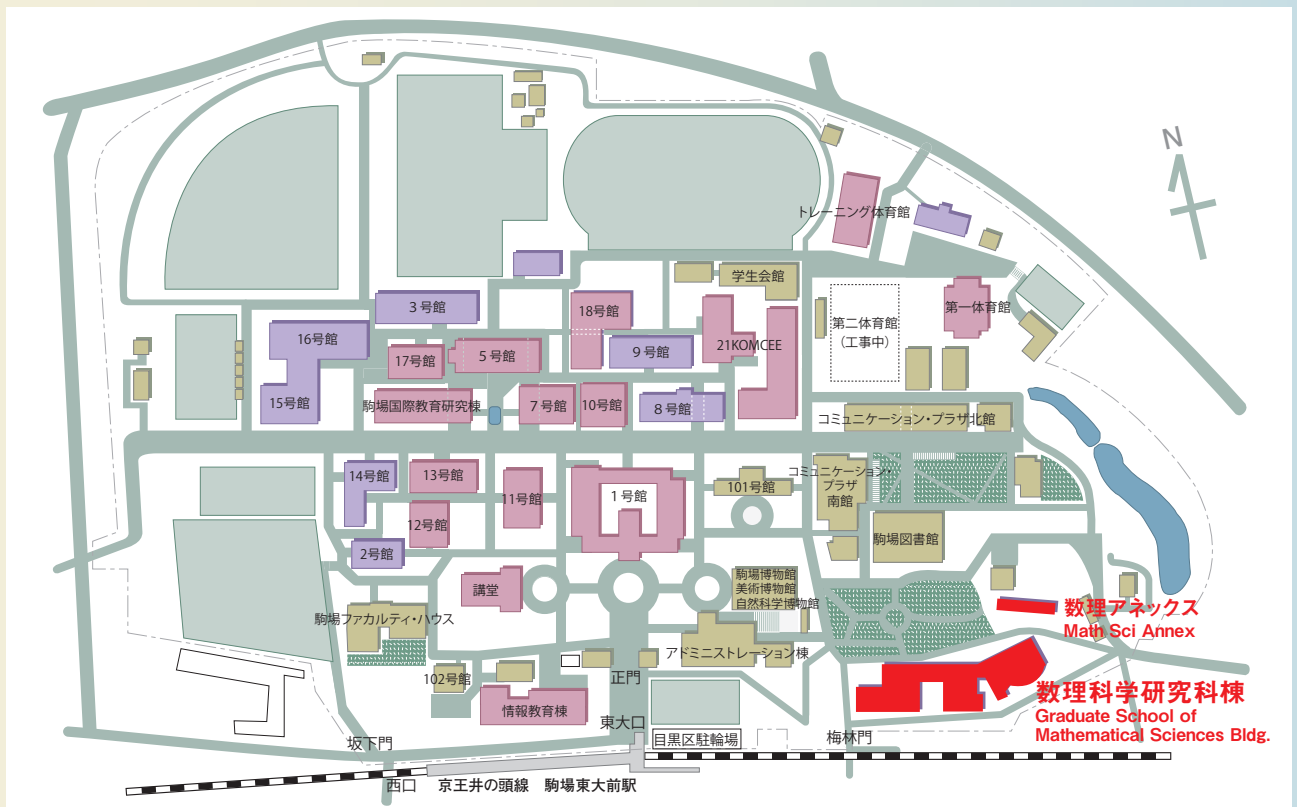 N
トレーニング体育館
学生会館
3号館
18号館
第一体育館
16号館
第二体育館
(工事中)
17号館
5号館
9号館
21KOMCEE
15号館
駒場国際教育研究棟
7号館
10号館
8号館
コミュニケーション・プラザ北館
14号館
13号館
11号館
1号館
101号館
コミュニケーション・
プラザ
南館
12号館
駒場図書館
2号館
講堂
駒場博物館
美術博物館
自然科学博物館
駒場ファカルティ・ハウス
数理アネックス
Math Sci Annex
アドミニストレーション棟
102号館
正門
数理科学研究科棟
Graduate School of
Mathematical Sciences Bldg.
情報教育棟
東大口
目黒区駐輪場
梅林門
坂下門
西口
京王井の頭線 駒場東大前駅